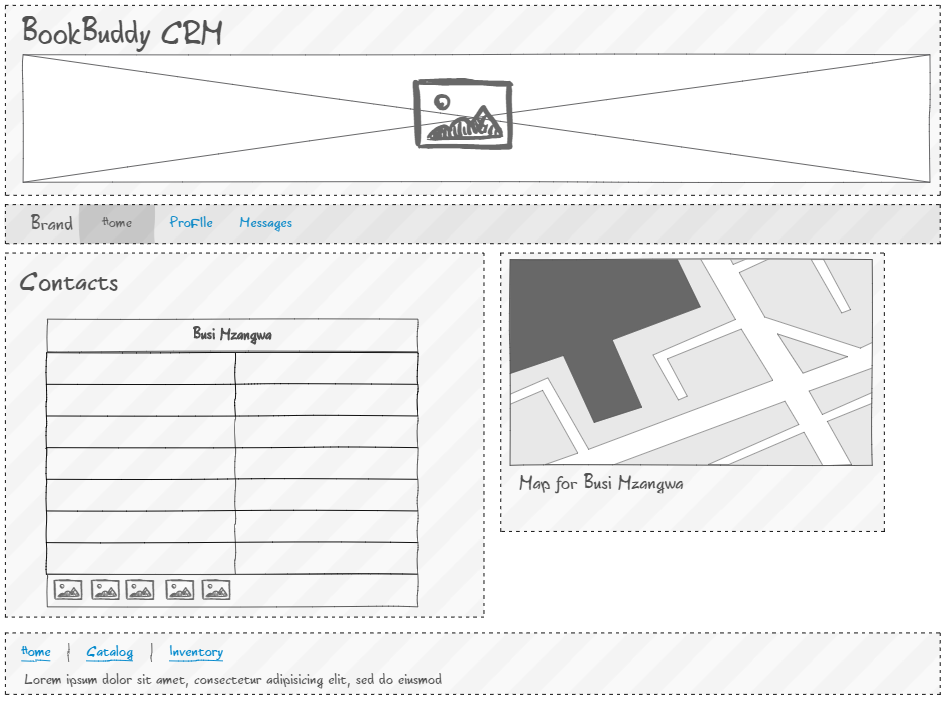 BookBuddy CRM
Brand Home Profile Messages
Contacts
Busi Mzangwa
Map for Busi Mzangwa
Home | Catalog | Inventory
Lorem ipsum dolor sit amet, consectetur adipisicing elit, sed do eiusmod